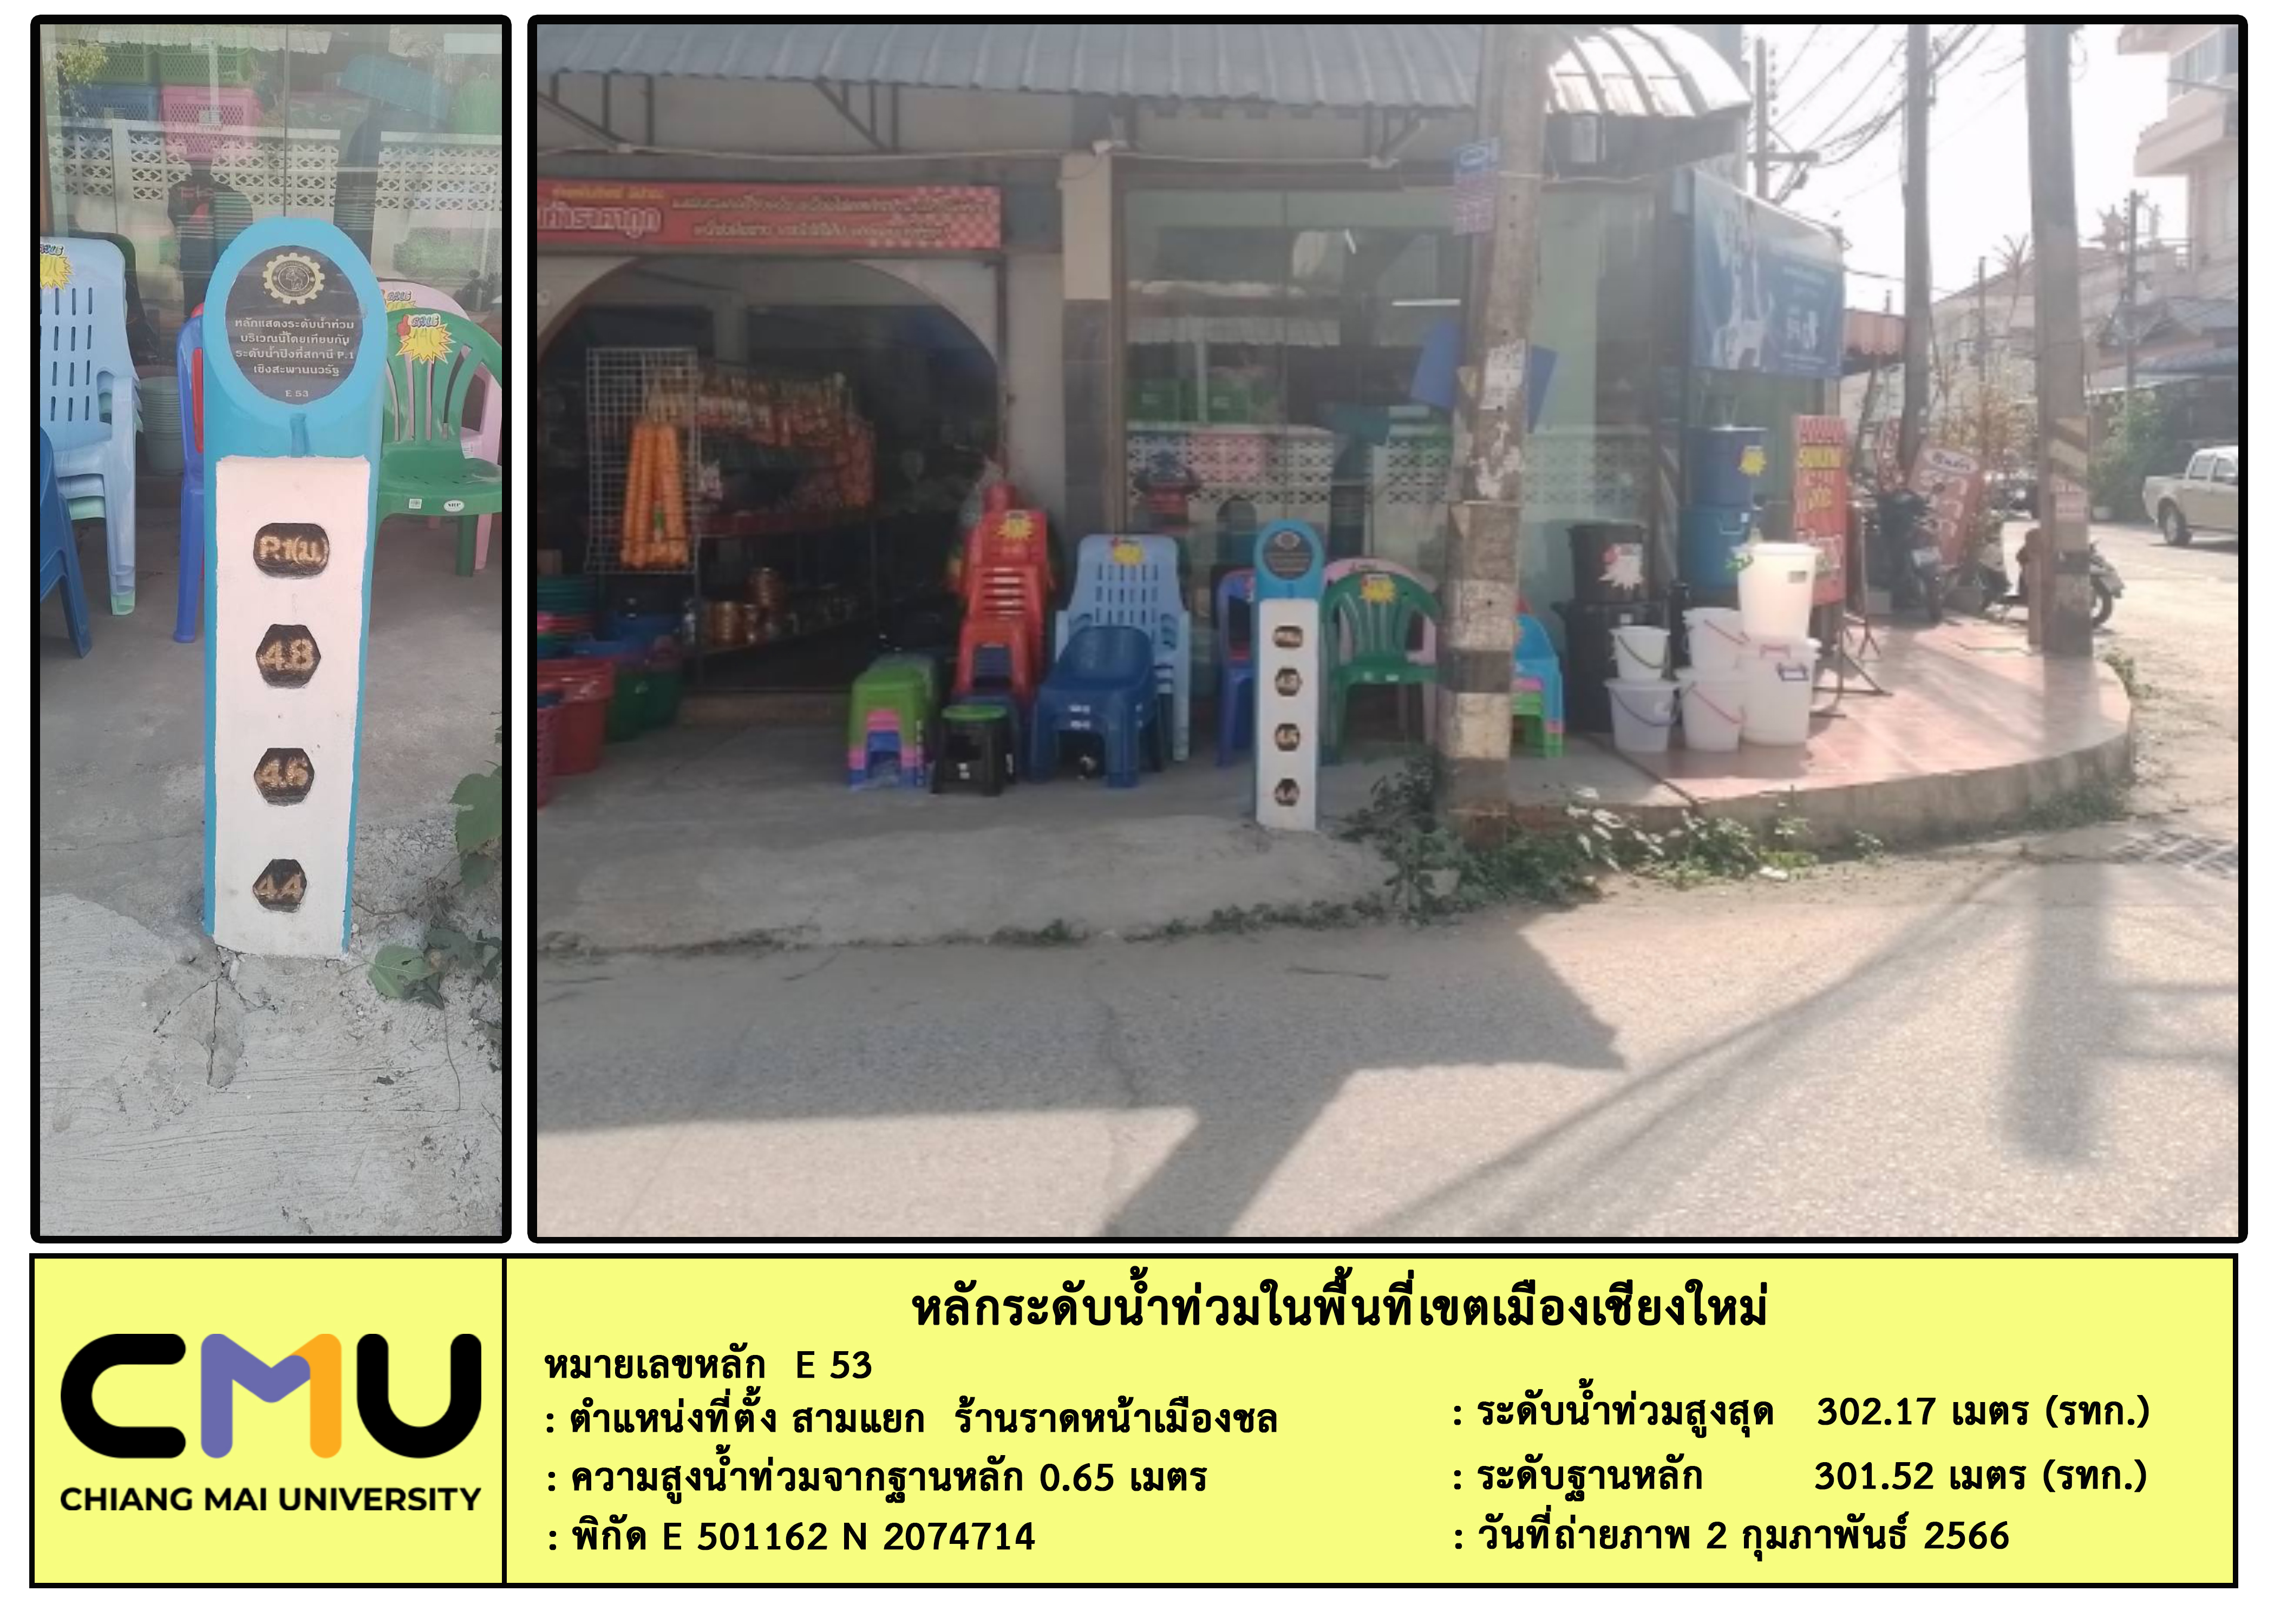 หลักแสดงระดับน้ำท่วม
บริเวณนี้โดยเทียบกับ
ระดับน้ำปิงที่สถานี P.1
เชิงสะพานนวรัฐ
E 53
P.1(ม.)
4.8
4.6
4.4
หลักระดับน้ำท่วมในพื้นที่เขตเมืองเชียงใหม่
CMU
CHIANG MAI UNIVERSITY
หมายเลขหลัก E 53
: ตำแหน่งที่ตั้ง สามแยก ร้านราดหน้าเมืองชล
: ความสูงน้ำท่วมจากฐานหลัก 0.65 เมตร
: พิกัด E 501162 N 2074714
: ระดับน้ำท่วมสูงสุด 302.17 เมตร (รทก.)
: ระดับฐานหลัก 301.52 เมตร (รทก.)
: วันที่ถ่ายภาพ 2 กุมภาพันธ์ 2566